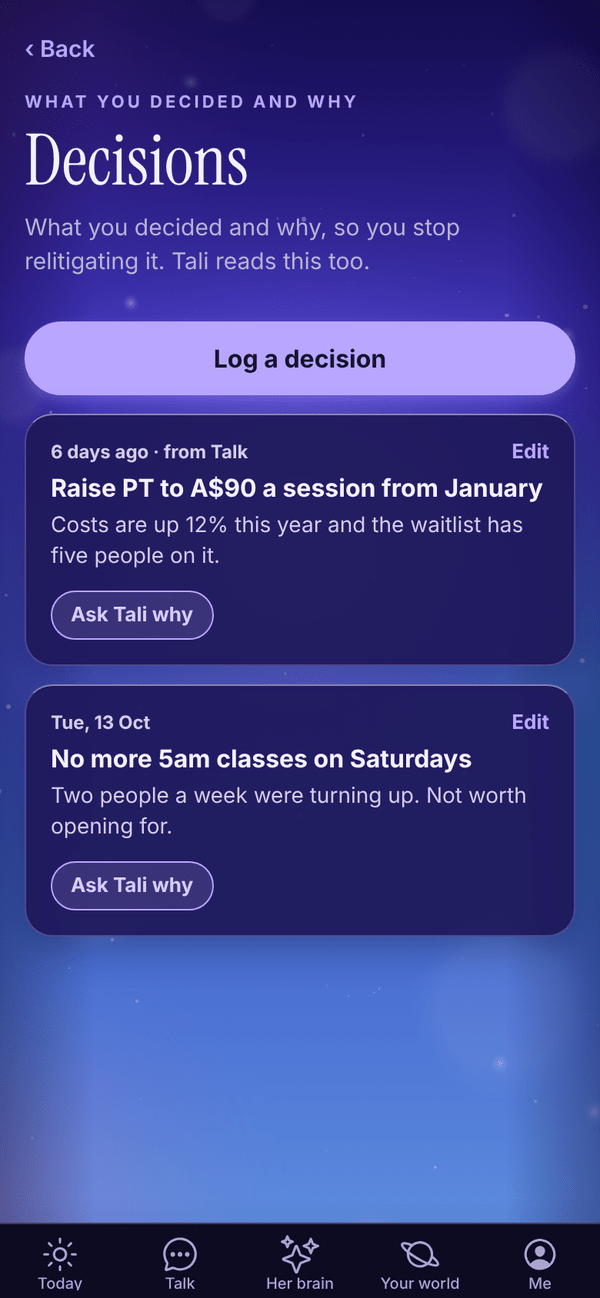 ‹ Back
WHAT YOU DECIDED AND WHY
Decisions
What you decided and why, so you stop
relitigating it. Tali reads this too.
Log a decision
6 days ago · from Talk
Edit
Raise PT to A$90 a session from January
Costs are up 12% this year and the waitlist has
five people on it.
Ask Tali why
Tue, 13 Oct
Edit
No more 5am classes on Saturdays
Two people a week were turning up. Not worth
opening for.
Ask Tali why
Today
Talk
Her brain
Your world
Me